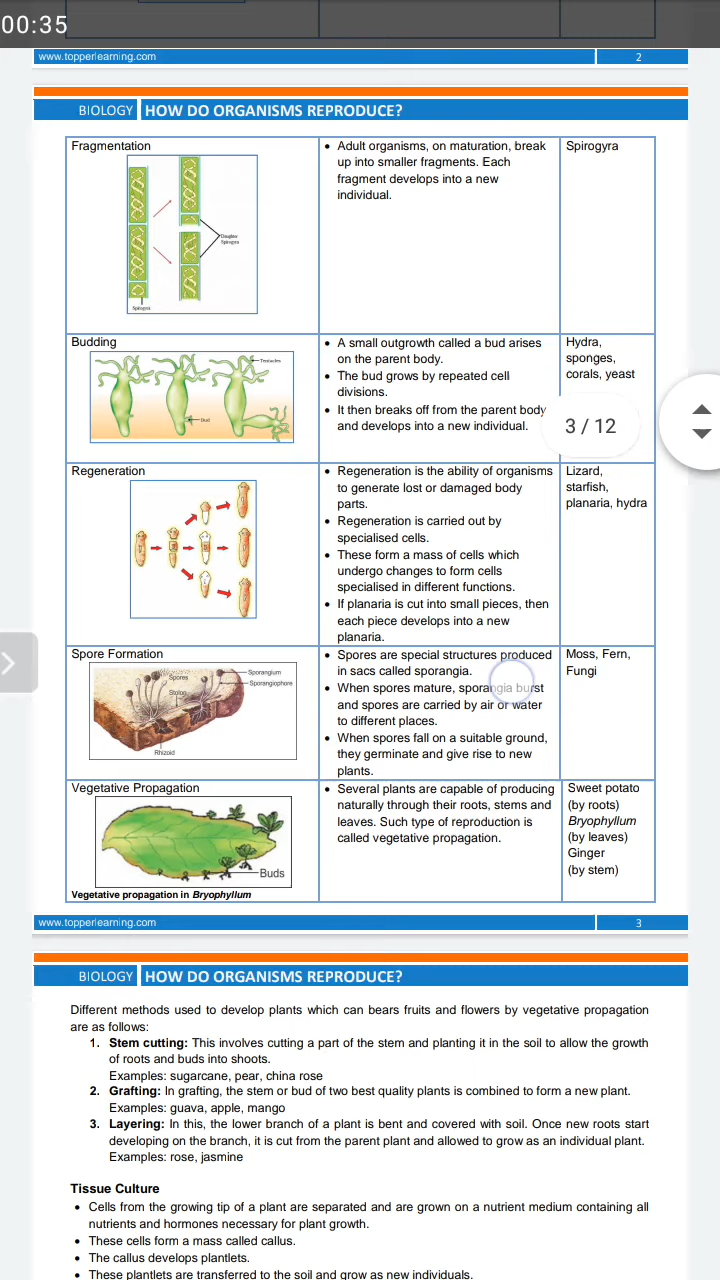 00:35
www.topperlearning.com 2
BIOLOGY HOW DO ORGANISMS REPRODUCE?
Fragmentation
Duplex
Spirogyra
Spirogyra
• Adult organisms, on maturation, break
up into smaller fragments. Each
fragment develops into a new
individual.
Spirogyra
Budding
Tentacles
Bud
• A small outgrowth called a bud arises
on the parent body.
• The bud grows by repeated cell
divisions.
• It then breaks off from the parent body
and develops into a new individual.
Hydra,
sponges,
corals, yeast
3 / 12
Regeneration
• Regeneration is the ability of organisms
to generate lost or damaged body
parts.
• Regeneration is carried out by
specialised cells.
• These form a mass of cells which
undergo changes to form cells
specialised in different functions.
• If planaria is cut into small pieces, then
each piece develops into a new
planaria.
Lizard,
starfish,
planaria, hydra
Spore Formation
Sporangium
Spores
Sporangiophore
Stolon
Rhizoid
• Spores are special structures produced
in sacs called sporangia.
• When spores mature, sporangia burst
and spores are carried by air or water
to different places.
• When spores fall on a suitable ground,
they germinate and give rise to new
plants.
Moss, Fern,
Fungi
Vegetative Propagation
Buds
Vegetative propagation in Bryophyllum
• Several plants are capable of producing
naturally through their roots, stems and
leaves. Such type of reproduction is
called vegetative propagation.
Sweet potato
(by roots)
Bryophyllum
(by leaves)
Ginger
(by stem)
www.topperlearning.com 3
BIOLOGY HOW DO ORGANISMS REPRODUCE?
Different methods used to develop plants which can bears fruits and flowers by vegetative propagation
are as follows:
1. Stem cutting: This involves cutting a part of the stem and planting it in the soil to allow the growth
of roots and buds into shoots.
Examples: sugarcane, pear, china rose
2. Grafting: In grafting, the stem or bud of two best quality plants is combined to form a new plant.
Examples: guava, apple, mango
3. Layering: In this, the lower branch of a plant is bent and covered with soil. Once new roots start
developing on the branch, it is cut from the parent plant and allowed to grow as an individual plant.
Examples: rose, jasmine
Tissue Culture
• Cells from the growing tip of a plant are separated and are grown on a nutrient medium containing all
nutrients and hormones necessary for plant growth.
• These cells form a mass called callus.
• The callus develops plantlets.
• These plantlets are transferred to the soil and grow as new individuals.